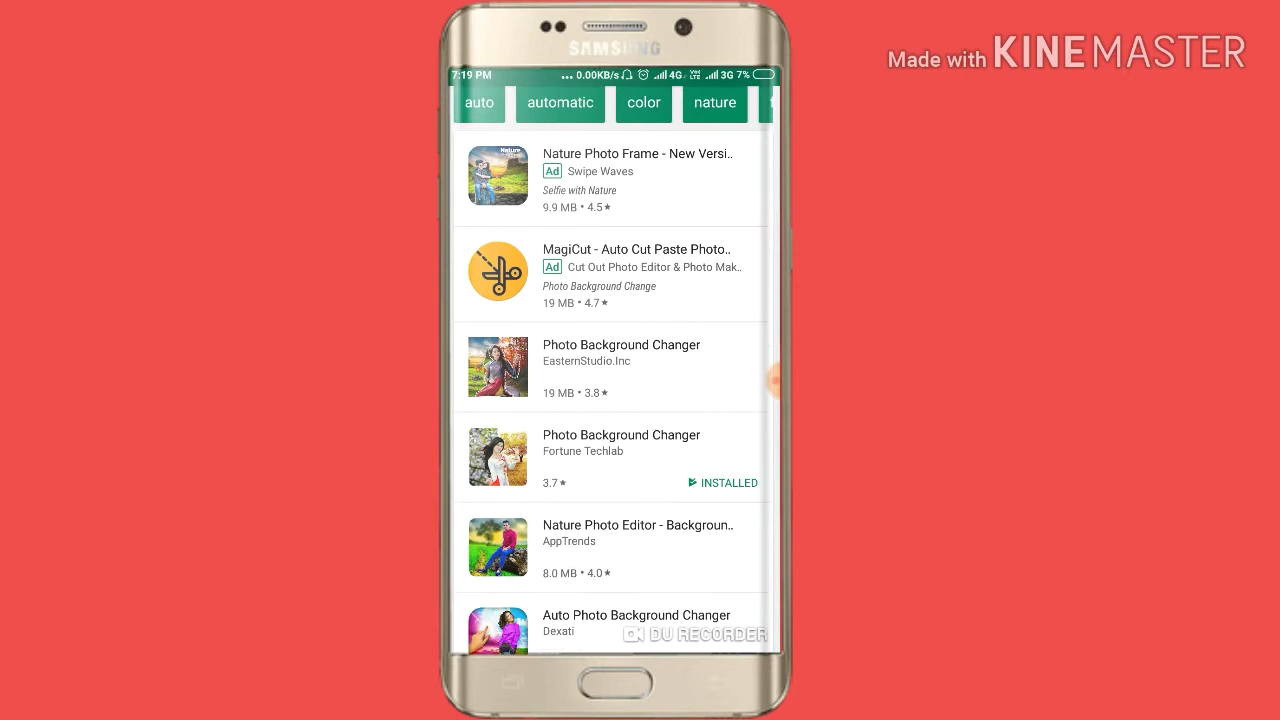 Made with KINEMASTER
SAMSUNG
7:19 PM ... 0.00KB/s 4G VoLTE 3G 7%
auto automatic color nature
Nature Photo Frame - New Versi..
Ad Swipe Waves
Selfie with Nature
9.9 MB • 4.5★
MagiCut - Auto Cut Paste Photo..
Ad Cut Out Photo Editor & Photo Mak..
Photo Background Change
19 MB • 4.7★
Photo Background Changer
EasternStudio.Inc
19 MB • 3.8★
Photo Background Changer
Fortune Techlab
3.7★ INSTALLED
Nature Photo Editor - Backgroun..
AppTrends
8.0 MB • 4.0★
Auto Photo Background Changer
Dexati
DU RECORDER